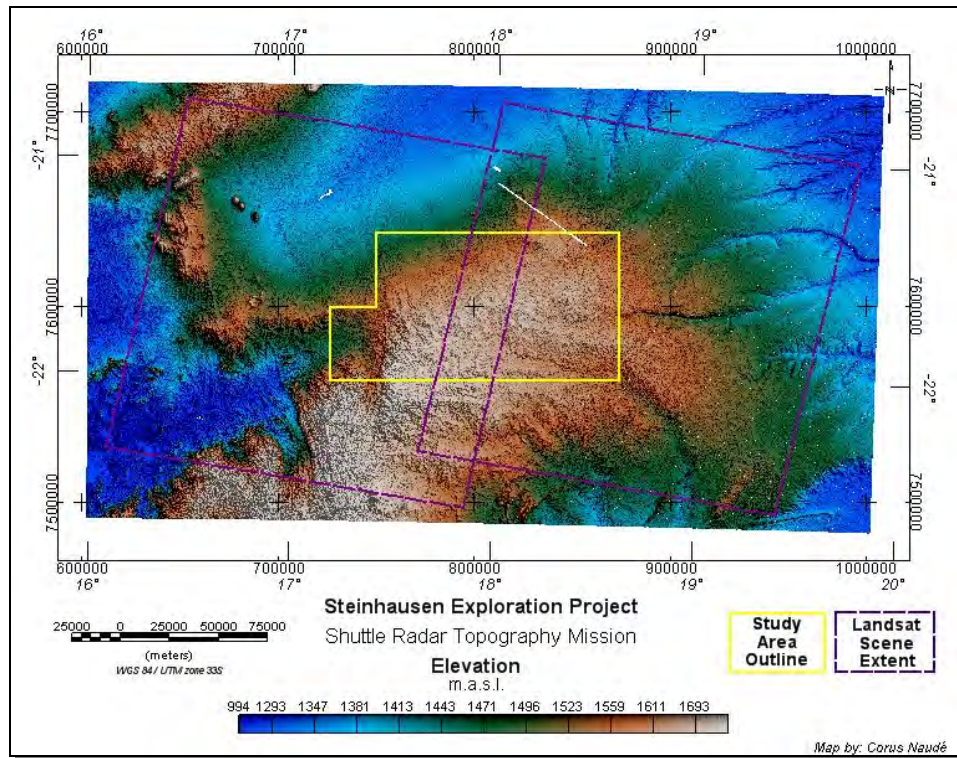 16° 17° 18° 19°
600000 700000 800000 900000 1000000
7700000 7700000
-21° -21°
N
7600000 7600000
-22° -22°
7500000 7500000
600000 700000 800000 900000 1000000
16° 17° 18° 19° 20°
Steinhausen Exploration Project
Shuttle Radar Topography Mission
25000 0 25000 50000 75000
(meters)
WGS 84 / UTM zone 33S
Study
Area
Outline
Landsat
Scene
Extent
Elevation
m.a.s.l.
994 1293 1347 1381 1413 1443 1471 1496 1523 1559 1611 1693
Map by: Corus Naudé